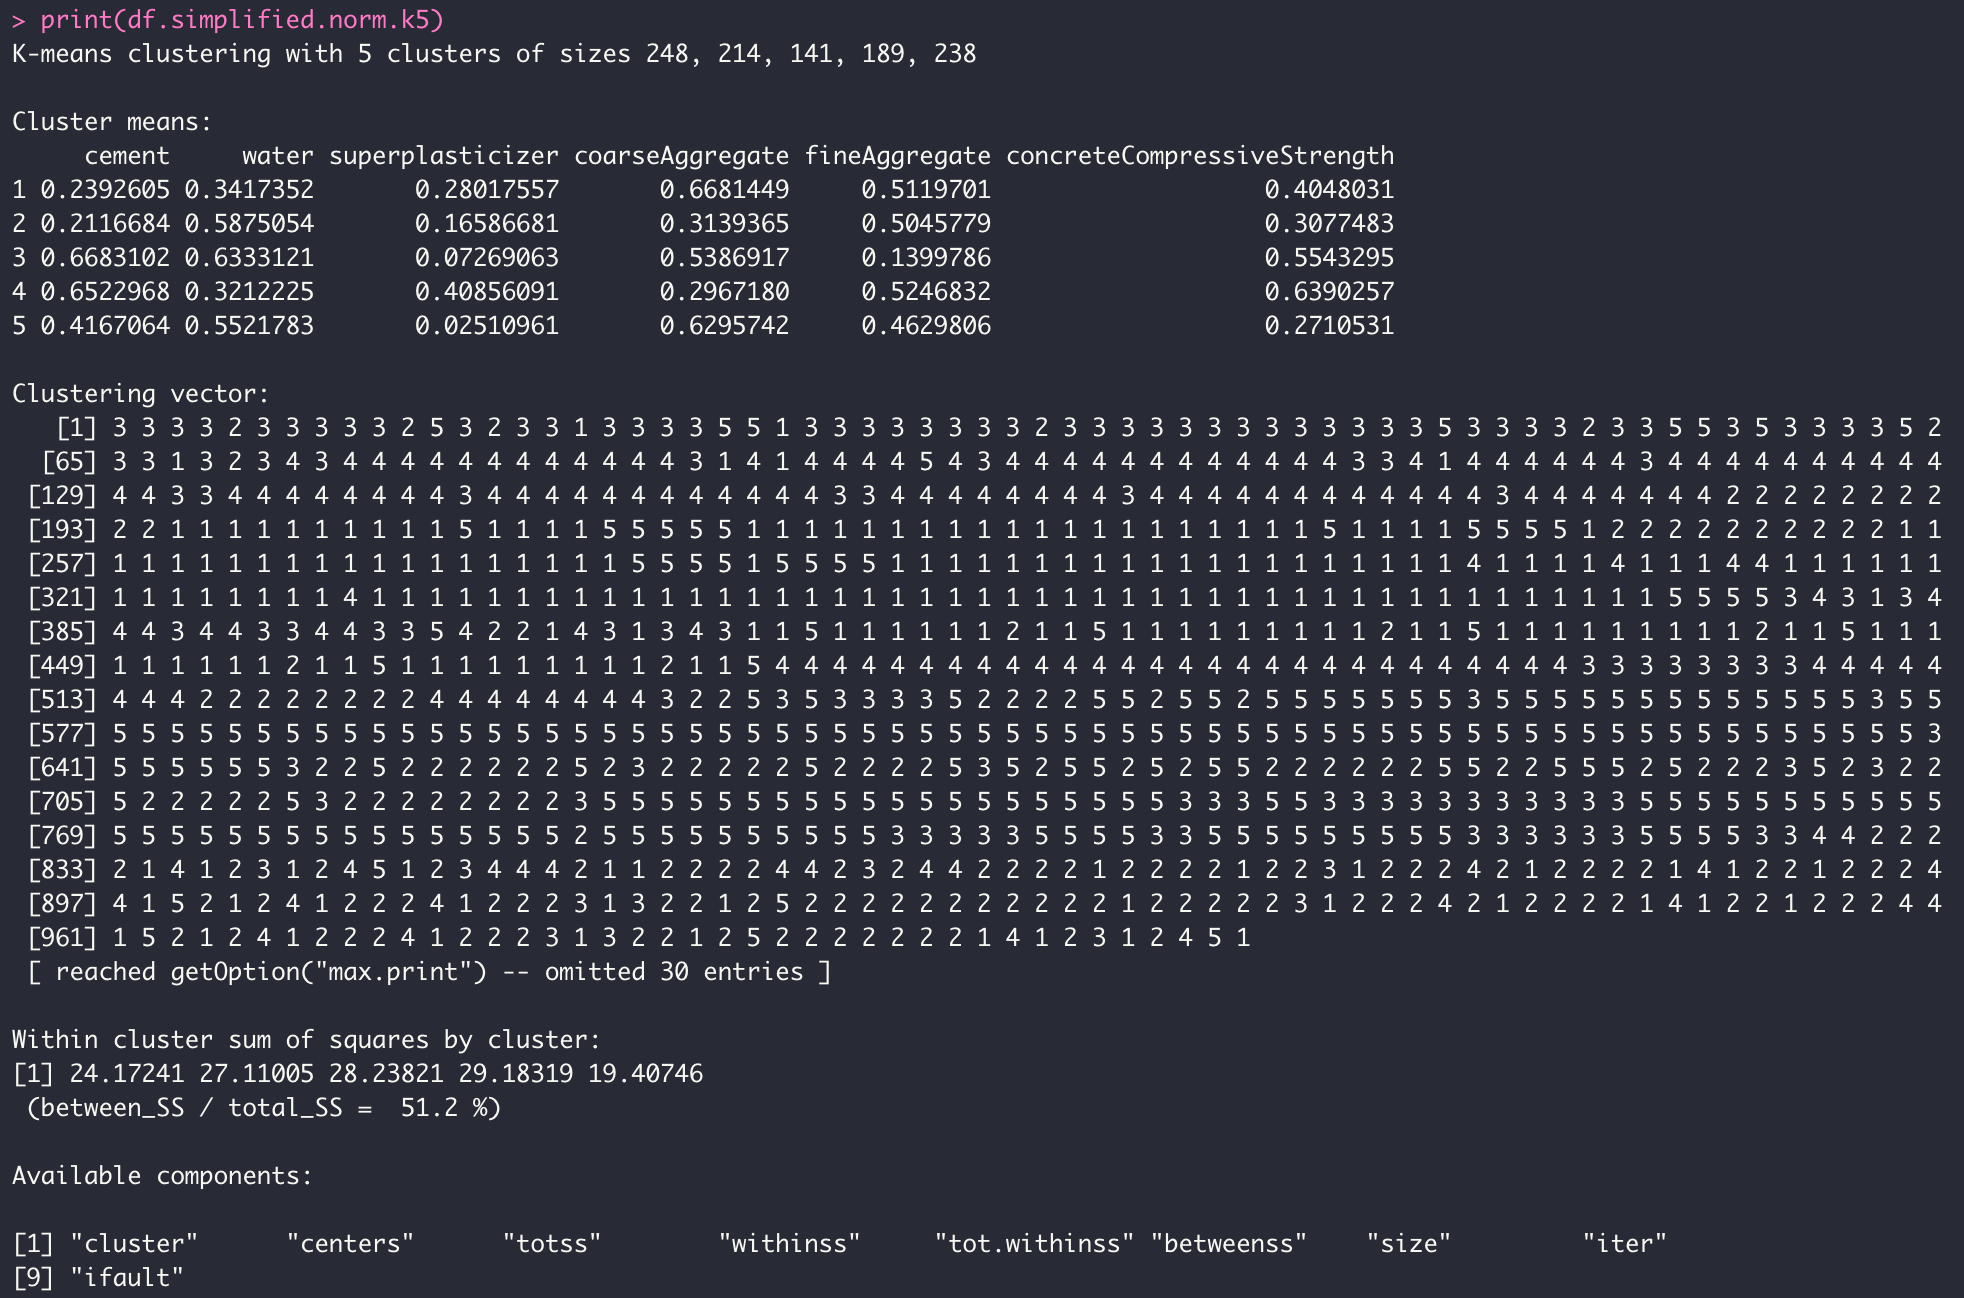 > print(df.simplified.norm.k5)
K-means clustering with 5 clusters of sizes 248, 214, 141, 189, 238
Cluster means:
cement water superplasticizer coarseAggregate fineAggregate concreteCompressiveStrength
1 0.2392605 0.3417352 0.28017557 0.6681449 0.5119701 0.4048031
2 0.2116684 0.5875054 0.16586681 0.3139365 0.5045779 0.3077483
3 0.6683102 0.6333121 0.07269063 0.5386917 0.1399786 0.5543295
4 0.6522968 0.3212225 0.40856091 0.2967180 0.5246832 0.6390257
5 0.4167064 0.5521783 0.02510961 0.6295742 0.4629806 0.2710531
Clustering vector:
[1] 3 3 3 3 2 3 3 3 3 3 2 5 3 2 3 3 1 3 3 3 3 5 5 1 3 3 3 3 3 3 3 3 2 3 3 3 3 3 3 3 3 3 3 3 3 3 5 3 3 3 3 2 3 3 5 5 3 5 3 3 3 3 5 2
[65] 3 3 1 3 2 3 4 3 4 4 4 4 4 4 4 4 4 4 4 4 3 1 4 1 4 4 4 4 5 4 3 4 4 4 4 4 4 4 4 4 4 4 4 3 3 4 1 4 4 4 4 4 4 3 4 4 4 4 4 4 4 4 4 4
[129] 4 4 3 3 4 4 4 4 4 4 4 4 3 4 4 4 4 4 4 4 4 4 4 4 4 3 3 4 4 4 4 4 4 4 4 3 4 4 4 4 4 4 4 4 4 4 4 4 3 4 4 4 4 4 4 4 2 2 2 2 2 2 2 2
[193] 2 2 1 1 1 1 1 1 1 1 1 1 5 1 1 1 1 5 5 5 5 5 1 1 1 1 1 1 1 1 1 1 1 1 1 1 1 1 1 1 1 1 5 1 1 1 1 5 5 5 5 1 2 2 2 2 2 2 2 2 2 2 1 1
[257] 1 1 1 1 1 1 1 1 1 1 1 1 1 1 1 1 1 1 5 5 5 5 1 5 5 5 5 1 1 1 1 1 1 1 1 1 1 1 1 1 1 1 1 1 1 1 1 4 1 1 1 1 4 1 1 1 4 4 1 1 1 1 1 1
[321] 1 1 1 1 1 1 1 1 4 1 1 1 1 1 1 1 1 1 1 1 1 1 1 1 1 1 1 1 1 1 1 1 1 1 1 1 1 1 1 1 1 1 1 1 1 1 1 1 1 1 1 1 1 1 5 5 5 5 3 4 3 1 3 4
[385] 4 4 3 4 4 3 3 4 4 3 3 5 4 2 2 1 4 3 1 3 4 3 1 1 5 1 1 1 1 1 1 2 1 1 5 1 1 1 1 1 1 1 1 1 2 1 1 5 1 1 1 1 1 1 1 1 1 2 1 1 5 1 1 1
[449] 1 1 1 1 1 1 2 1 1 5 1 1 1 1 1 1 1 1 1 2 1 1 5 4 4 4 4 4 4 4 4 4 4 4 4 4 4 4 4 4 4 4 4 4 4 4 4 4 4 4 4 3 3 3 3 3 3 3 3 4 4 4 4 4
[513] 4 4 4 2 2 2 2 2 2 2 2 4 4 4 4 4 4 4 4 3 2 2 5 3 5 3 3 3 3 5 2 2 2 2 5 5 2 5 5 2 5 5 5 5 5 5 5 3 5 5 5 5 5 5 5 5 5 5 5 5 5 3 5 5
[577] 5 5 5 5 5 5 5 5 5 5 5 5 5 5 5 5 5 5 5 5 5 5 5 5 5 5 5 5 5 5 5 5 5 5 5 5 5 5 5 5 5 5 5 5 5 5 5 5 5 5 5 5 5 5 5 5 5 5 5 5 5 5 5 3
[641] 5 5 5 5 5 5 3 2 2 5 2 2 2 2 2 2 5 2 3 2 2 2 2 2 5 2 2 2 2 5 3 5 2 5 5 2 5 2 5 5 2 2 2 2 2 2 5 5 2 2 5 5 5 2 5 2 2 2 3 5 2 3 2 2
[705] 5 2 2 2 2 2 5 3 2 2 2 2 2 2 2 2 3 5 5 5 5 5 5 5 5 5 5 5 5 5 5 5 5 5 5 5 5 3 3 3 5 5 3 3 3 3 3 3 3 3 3 3 3 5 5 5 5 5 5 5 5 5 5 5
[769] 5 5 5 5 5 5 5 5 5 5 5 5 5 5 5 5 2 5 5 5 5 5 5 5 5 5 5 3 3 3 3 3 5 5 5 5 3 3 5 5 5 5 5 5 5 5 5 3 3 3 3 3 3 5 5 5 5 3 3 4 4 2 2 2
[833] 2 1 4 1 2 3 1 2 4 5 1 2 3 4 4 4 2 1 1 2 2 2 2 4 4 2 3 2 4 4 2 2 2 2 1 2 2 2 2 1 2 2 3 1 2 2 2 4 2 1 2 2 2 2 1 4 1 2 2 1 2 2 2 4
[897] 4 1 5 2 1 2 4 1 2 2 2 4 1 2 2 2 3 1 3 2 2 1 2 5 2 2 2 2 2 2 2 2 2 2 2 1 2 2 2 2 2 3 1 2 2 2 4 2 1 2 2 2 2 1 4 1 2 2 1 2 2 2 4 4
[961] 1 5 2 1 2 4 1 2 2 2 4 1 2 2 2 3 1 3 2 2 1 2 5 2 2 2 2 2 2 2 1 4 1 2 3 1 2 4 5 1
[ reached getOption("max.print") -- omitted 30 entries ]
Within cluster sum of squares by cluster:
[1] 24.17241 27.11005 28.23821 29.18319 19.40746
(between_SS / total_SS =  51.2 %)
Available components:
[1] "cluster" "centers" "totss" "withinss" "tot.withinss" "betweenss" "size" "iter"
[9] "ifault"